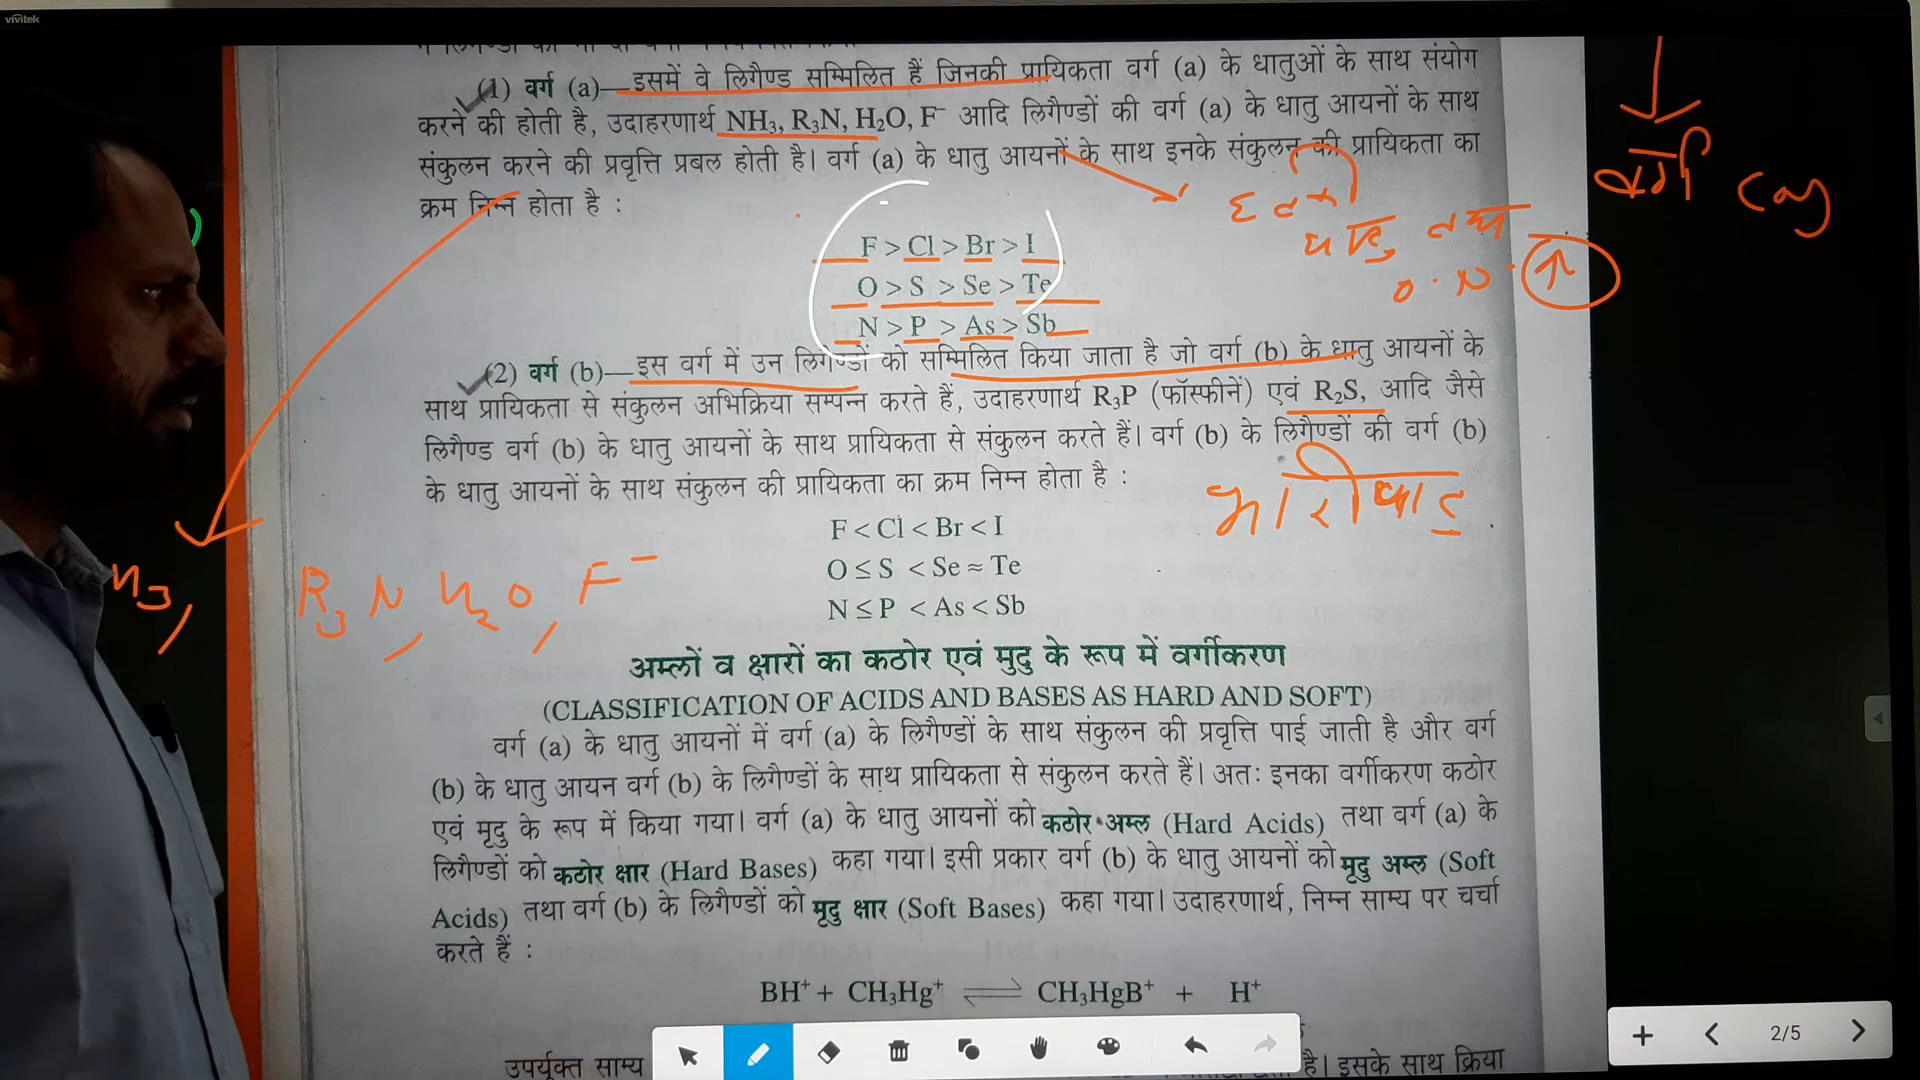 vivitek
(1) वर्ग (a)—इसमें वे लिगैण्ड सम्मिलित हैं जिनकी प्रायिकता वर्ग (a) के धातुओं के साथ संयोग
करने की होती है, उदाहरणार्थ NH₃, R₃N, H₂O, F⁻ आदि लिगैण्डों की वर्ग (a) के धातु आयनों के साथ
संकुलन करने की प्रवृत्ति प्रबल होती है। वर्ग (a) के धातु आयनों के साथ इनके संकुलन की प्रायिकता का
क्रम निम्न होता है :
वर्ग (a)
F > Cl > Br > I
O > S > Se > Te
N > P > As > Sb
(2) वर्ग (b)—इस वर्ग में उन लिगेण्डों को सम्मिलित किया जाता है जो वर्ग (b) के धातु आयनों के
साथ प्रायिकता से संकुलन अभिक्रिया सम्पन्न करते हैं, उदाहरणार्थ R₃P (फॉस्फीनें) एवं R₂S, आदि जैसे
लिगैण्ड वर्ग (b) के धातु आयनों के साथ प्रायिकता से संकुलन करते हैं। वर्ग (b) के लिगैण्डों की वर्ग (b)
के धातु आयनों के साथ संकुलन की प्रायिकता का क्रम निम्न होता है :
F < Cl < Br < I
O ≤ S < Se ≈ Te
N ≤ P < As < Sb
R₃N, H₂O, F⁻
अम्लों व क्षारों का कठोर एवं मुदु के रूप में वर्गीकरण
(CLASSIFICATION OF ACIDS AND BASES AS HARD AND SOFT)
वर्ग (a) के धातु आयनों में वर्ग (a) के लिगैण्डों के साथ संकुलन की प्रवृत्ति पाई जाती है और वर्ग
(b) के धातु आयन वर्ग (b) के लिगैण्डों के साथ प्रायिकता से संकुलन करते हैं। अतः इनका वर्गीकरण कठोर
एवं मृदु के रूप में किया गया। वर्ग (a) के धातु आयनों को कठोर अम्ल (Hard Acids) तथा वर्ग (a) के
लिगैण्डों को कठोर क्षार (Hard Bases) कहा गया। इसी प्रकार वर्ग (b) के धातु आयनों को मृदु अम्ल (Soft
Acids) तथा वर्ग (b) के लिगैण्डों को मृदु क्षार (Soft Bases) कहा गया। उदाहरणार्थ, निम्न साम्य पर चर्चा
करते हैं :
BH⁺ + CH₃Hg⁺ ⇌ CH₃HgB⁺ + H⁺
2/5
उपर्युक्त साम्य है। इसके साथ क्रिया